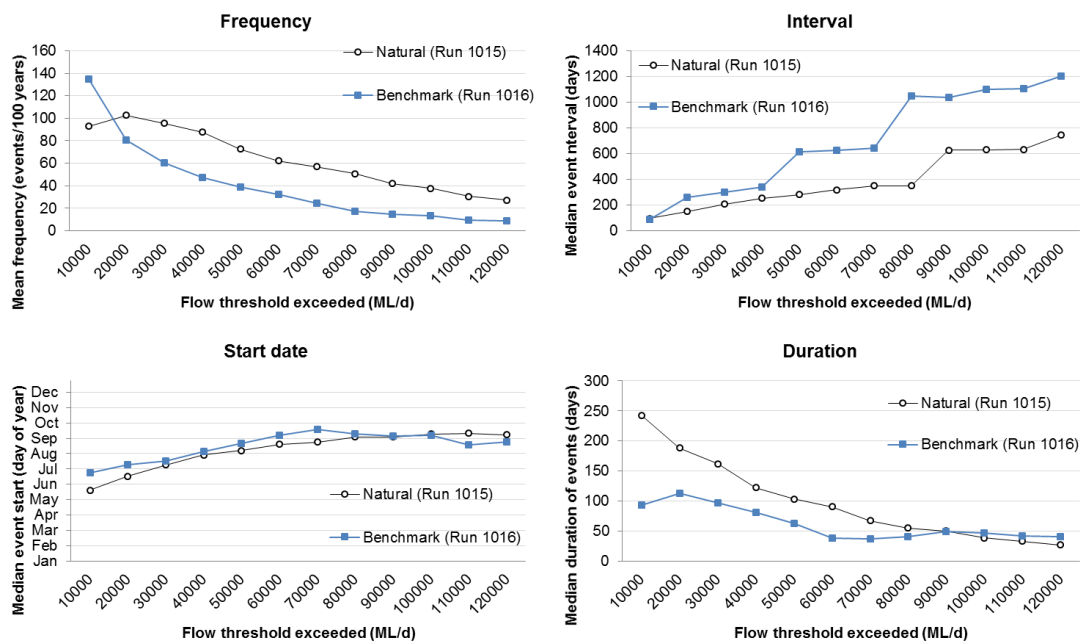 Frequency
Mean frequency (events/100 years)
160
140
120
100
80
60
40
20
0
Natural (Run 1015)
Benchmark (Run 1016)
10000
20000
30000
40000
50000
60000
70000
80000
90000
100000
110000
120000
Flow threshold exceeded (ML/d)
Interval
Median event nterval (days)
1400
1200
1000
800
600
400
200
0
Natural (Run 1015)
Benchmark (Run 1016)
10000
20000
30000
40000
50000
60000
70000
80000
90000
100000
110000
120000
Flow threshold exceeded (ML/d)
Start date
Median event start (day of year)
Dec
Nov
Oct
Sep
Aug
Jul
Jun
May
Apr
Mar
Feb
Jan
Natural (Run 1015)
Benchmark (Run 1016)
10000
20000
30000
40000
50000
60000
70000
80000
90000
100000
110000
120000
Flow threshold exceeded (ML/d)
Duration
Median duration of events (days)
300
250
200
150
100
50
0
Natural (Run 1015)
Benchmark (Run 1016)
10000
20000
30000
40000
50000
60000
70000
80000
90000
100000
110000
120000
Flow threshold exceeded (ML/d)